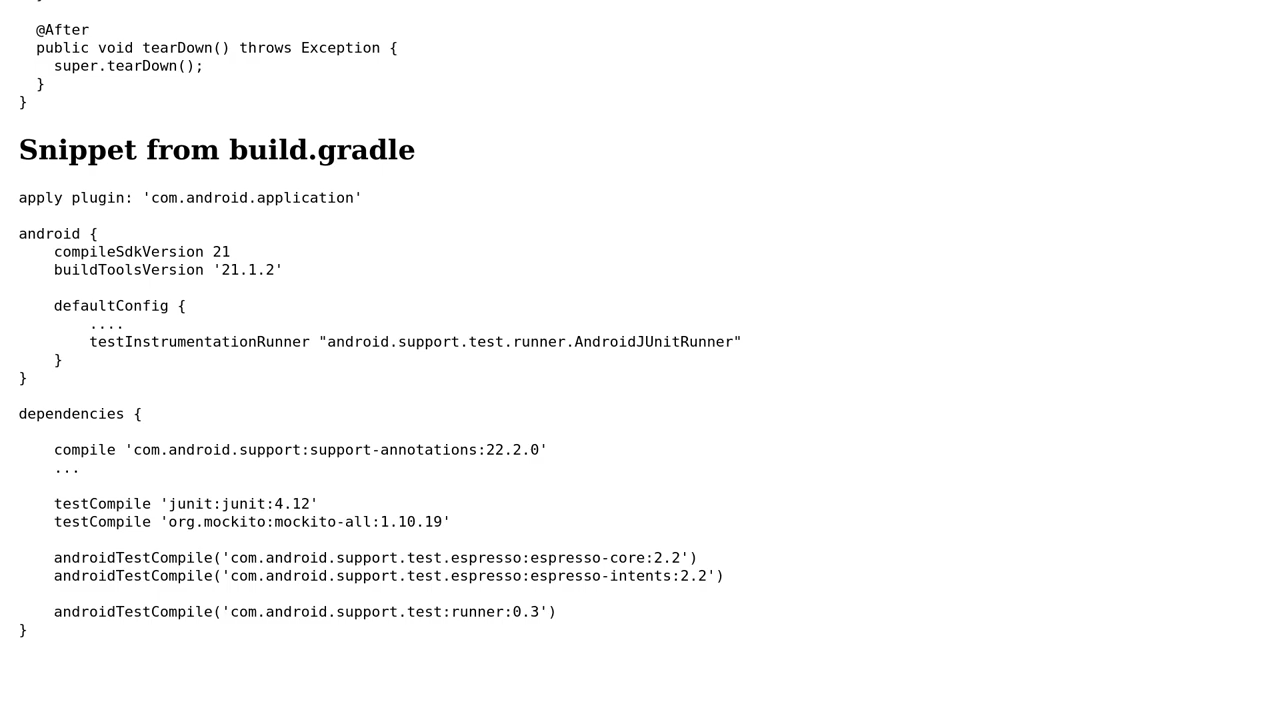 @After
public void tearDown() throws Exception {
super.tearDown();
}
}
Snippet from build.gradle
apply plugin: 'com.android.application'
android {
compileSdkVersion 21
buildToolsVersion '21.1.2'
defaultConfig {
....
testInstrumentationRunner "android.support.test.runner.AndroidJUnitRunner"
}
}
dependencies {
compile 'com.android.support:support-annotations:22.2.0'
...
testCompile 'junit:junit:4.12'
testCompile 'org.mockito:mockito-all:1.10.19'
androidTestCompile('com.android.support.test.espresso:espresso-core:2.2')
androidTestCompile('com.android.support.test.espresso:espresso-intents:2.2')
androidTestCompile('com.android.support.test:runner:0.3')
}